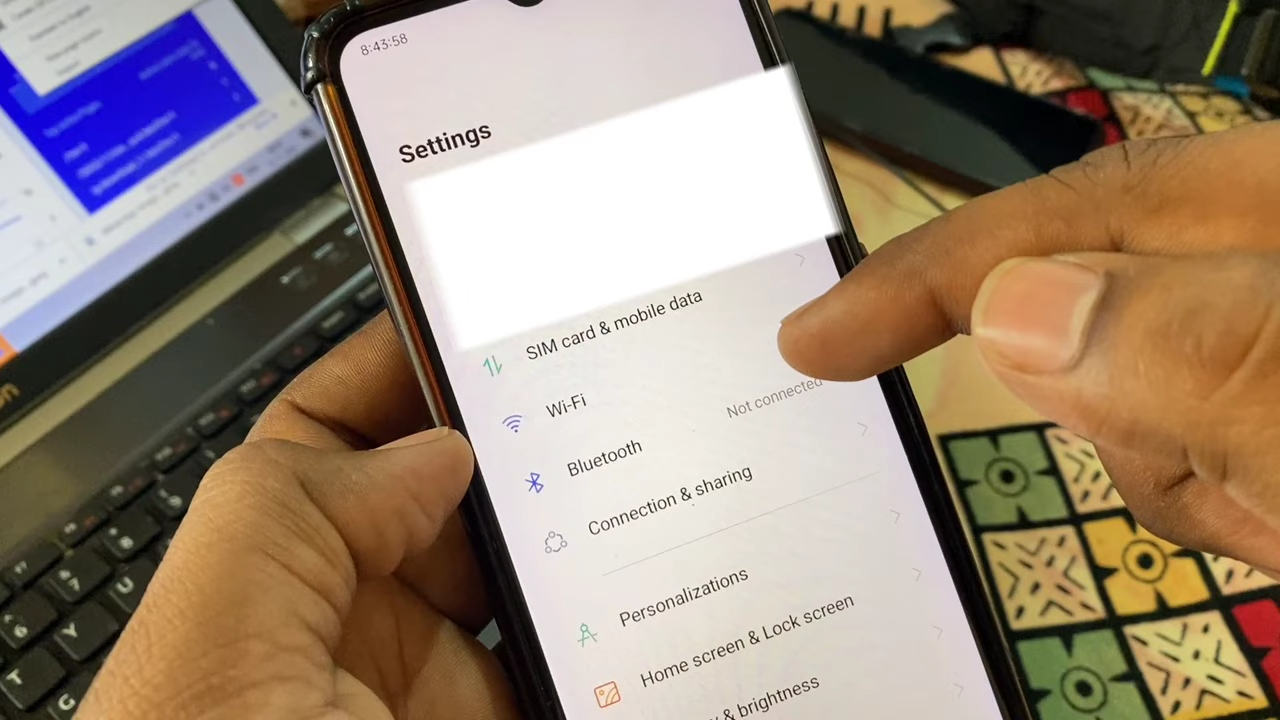 8:43:58
Settings
SIM card & mobile data
Wi-Fi
Not connected
Bluetooth
Connection & sharing
Personalizations
Home screen & Lock screen
& brightness